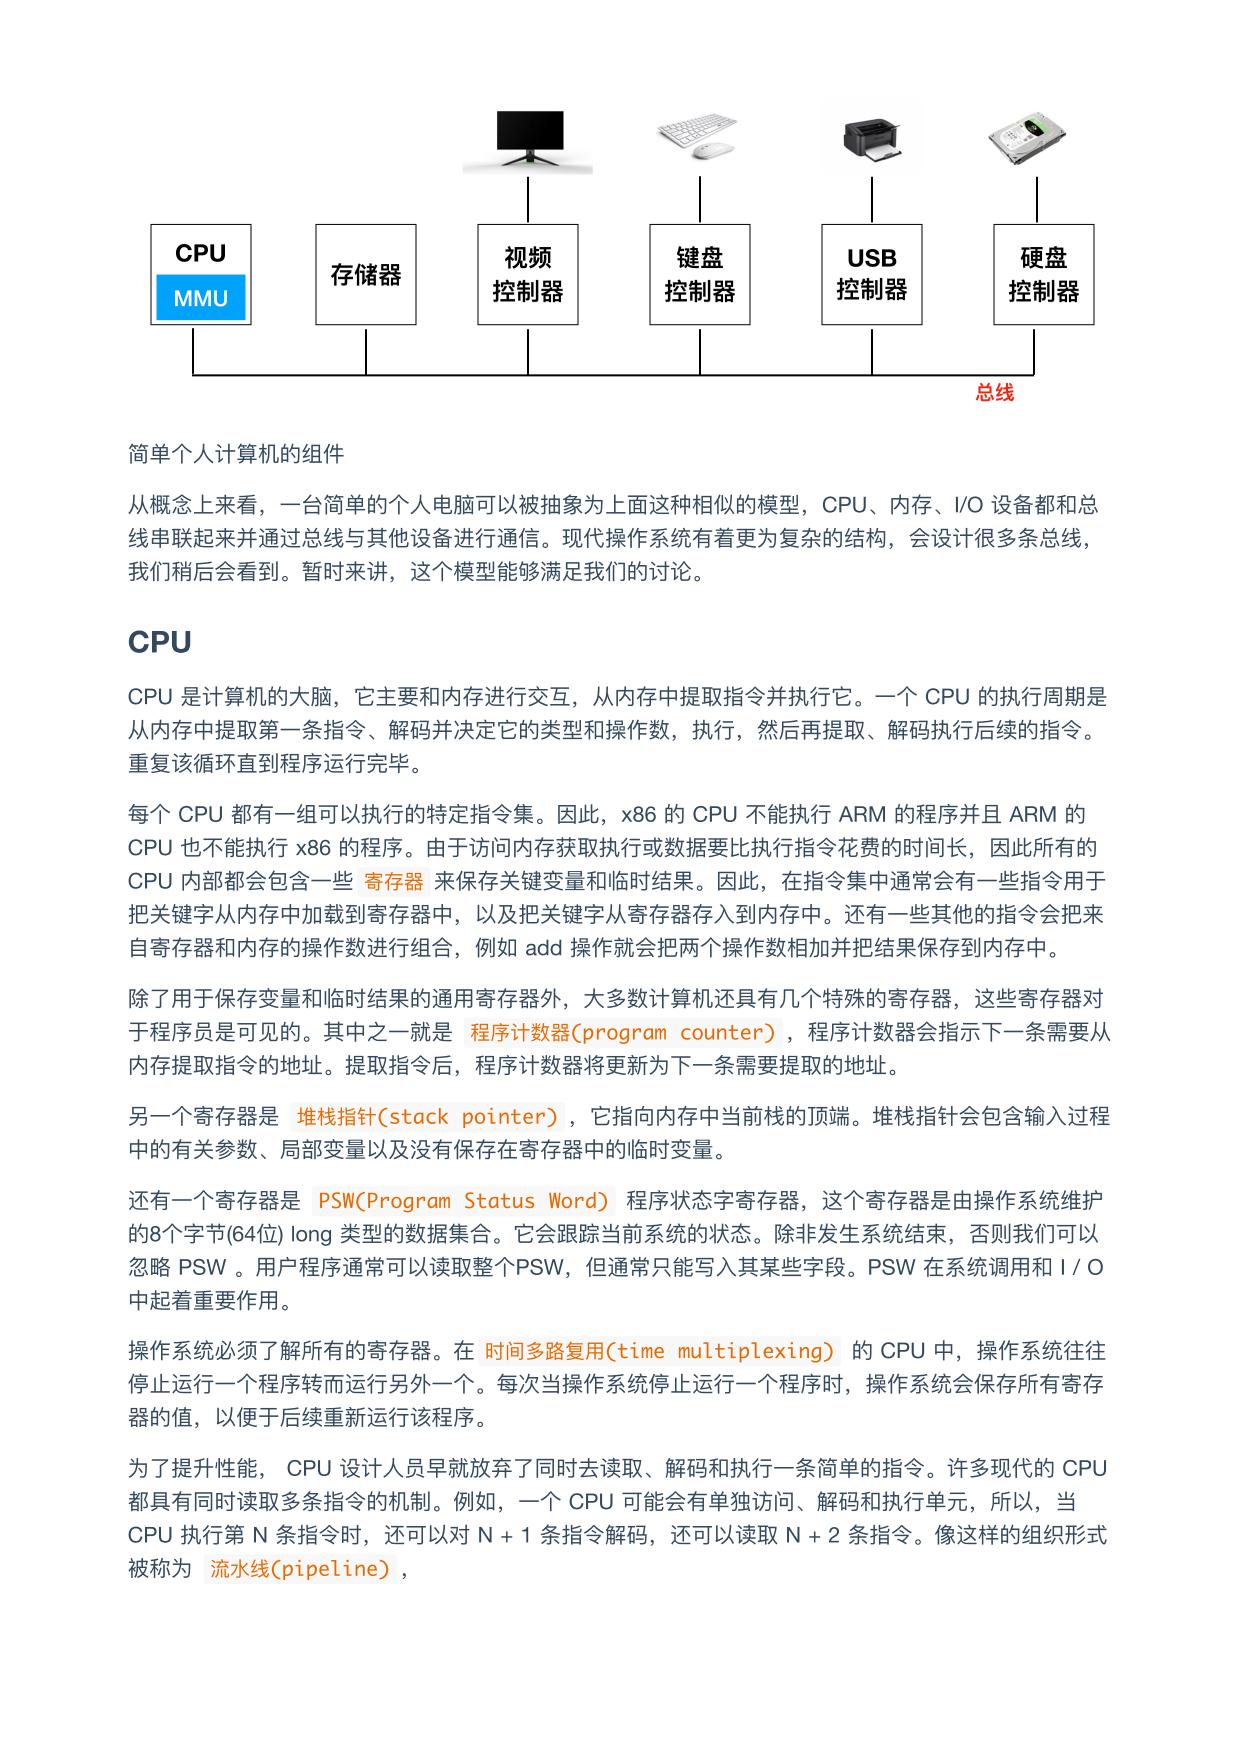 CPU
MMU
存储器
视频
控制器
键盘
控制器
USB
控制器
硬盘
控制器
总线
简单个人计算机的组件
从概念上来看，一台简单的个人电脑可以被抽象为上面这种相似的模型，CPU、内存、I/O 设备都和总
线串联起来并通过总线与其他设备进行通信。现代操作系统有着更为复杂的结构，会设计很多条总线，
我们稍后会看到。暂时来讲，这个模型能够满足我们的讨论。
CPU
CPU 是计算机的大脑，它主要和内存进行交互，从内存中提取指令并执行它。一个 CPU 的执行周期是
从内存中提取第一条指令、解码并决定它的类型和操作数，执行，然后再提取、解码执行后续的指令。
重复该循环直到程序运行完毕。
每个 CPU 都有一组可以执行的特定指令集。因此，x86 的 CPU 不能执行 ARM 的程序并且 ARM 的
CPU 也不能执行 x86 的程序。由于访问内存获取执行或数据要比执行指令花费的时间长，因此所有的
CPU 内部都会包含一些 寄存器 来保存关键变量和临时结果。因此，在指令集中通常会有一些指令用于
把关键字从内存中加载到寄存器中，以及把关键字从寄存器存入到内存中。还有一些其他的指令会把来
自寄存器和内存的操作数进行组合，例如 add 操作就会把两个操作数相加并把结果保存到内存中。
除了用于保存变量和临时结果的通用寄存器外，大多数计算机还具有几个特殊的寄存器，这些寄存器对
于程序员是可见的。其中之一就是 程序计数器(program counter) ，程序计数器会指示下一条需要从
内存提取指令的地址。提取指令后，程序计数器将更新为下一条需要提取的地址。
另一个寄存器是 堆栈指针(stack pointer) ，它指向内存中当前栈的顶端。堆栈指针会包含输入过程
中的有关参数、局部变量以及没有保存在寄存器中的临时变量。
还有一个寄存器是 PSW(Program Status Word) 程序状态字寄存器，这个寄存器是由操作系统维护
的8个字节(64位) long 类型的数据集合。它会跟踪当前系统的状态。除非发生系统结束，否则我们可以
忽略 PSW 。用户程序通常可以读取整个PSW，但通常只能写入其某些字段。PSW 在系统调用和 I / O
中起着重要作用。
操作系统必须了解所有的寄存器。在 时间多路复用(time multiplexing) 的 CPU 中，操作系统往往
停止运行一个程序转而运行另外一个。每次当操作系统停止运行一个程序时，操作系统会保存所有寄存
器的值，以便于后续重新运行该程序。
为了提升性能， CPU 设计人员早就放弃了同时去读取、解码和执行一条简单的指令。许多现代的 CPU
都具有同时读取多条指令的机制。例如，一个 CPU 可能会有单独访问、解码和执行单元，所以，当
CPU 执行第 N 条指令时，还可以对 N + 1 条指令解码，还可以读取 N + 2 条指令。像这样的组织形式
被称为 流水线(pipeline) ，